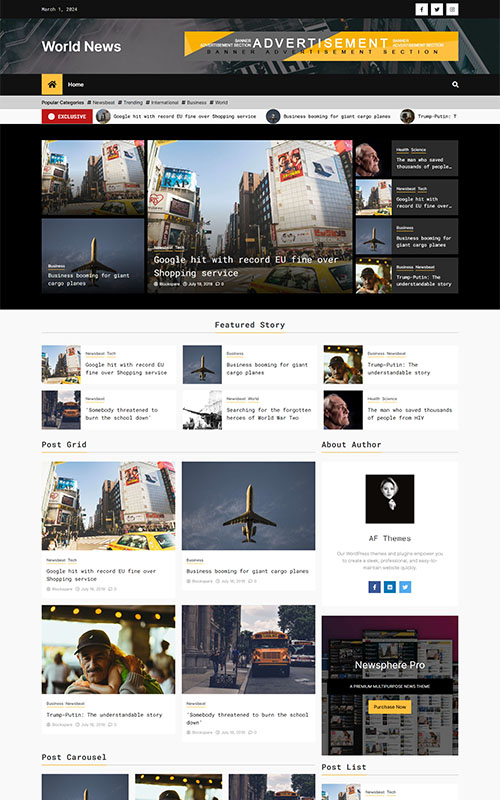 March 1, 2024
World News
BANNER
ADVERTISEMENT SECTION
ADVERTISEMENT
BANNER
ADVERTISEMENT SECTION
BANNER ADVERTISEMENT SECTION
Home
Popular Categories # Newsbeat # Trending # International # Business # World
EXCLUSIVE
Google hit with record EU fine over Shopping service
2
Business booming for giant planes
Trump-Putin: T
Business
Business booming for giant
cargo planes
Newsbeat Tech
Google hit with record EU fine over
Shopping service
Blockspare July 18, 2018 0
Health Science
The man who saved
thousands of people…
Newsbeat Tech
Google hit with
record EU fine over…
Business
Business booming for
giant cargo planes
Business Newsbeat
Trump-Putin: The
understandable story
Featured Story
Newsbeat Tech
Google hit with record EU
fine over Shopping service
Business
Business booming for giant
cargo planes
Business Newsbeat
Trump-Putin: The
understandable story
Newsbeat
'Somebody threatened to
burn the school down'
Newsbeat World
Searching for the forgotten
heroes of World War Two
Health Science
The man who saved thousands
of people from HIV
Post Grid
Newsbeat Tech
Google hit with record EU fine over
Shopping service
Blockspare July 18, 2018 0
Business
Business booming for giant cargo planes
Blockspare July 18, 2018 0
Business Newsbeat
Trump-Putin: The understandable story
Blockspare July 18, 2018 0
Newsbeat
'Somebody threatened to burn the school
down'
Blockspare July 18, 2018 0
Post Carousel
About Author
AF Themes
Our WordPress themes and plugins empower you
to create a sleek, professional, and easy-to-
maintain website quickly.
Newsphere Pro
A PREMIUM MULTIPURPOSE NEWS THEME
Purchase Now
Post List
Newsbeat Tech
Google hit with record EU